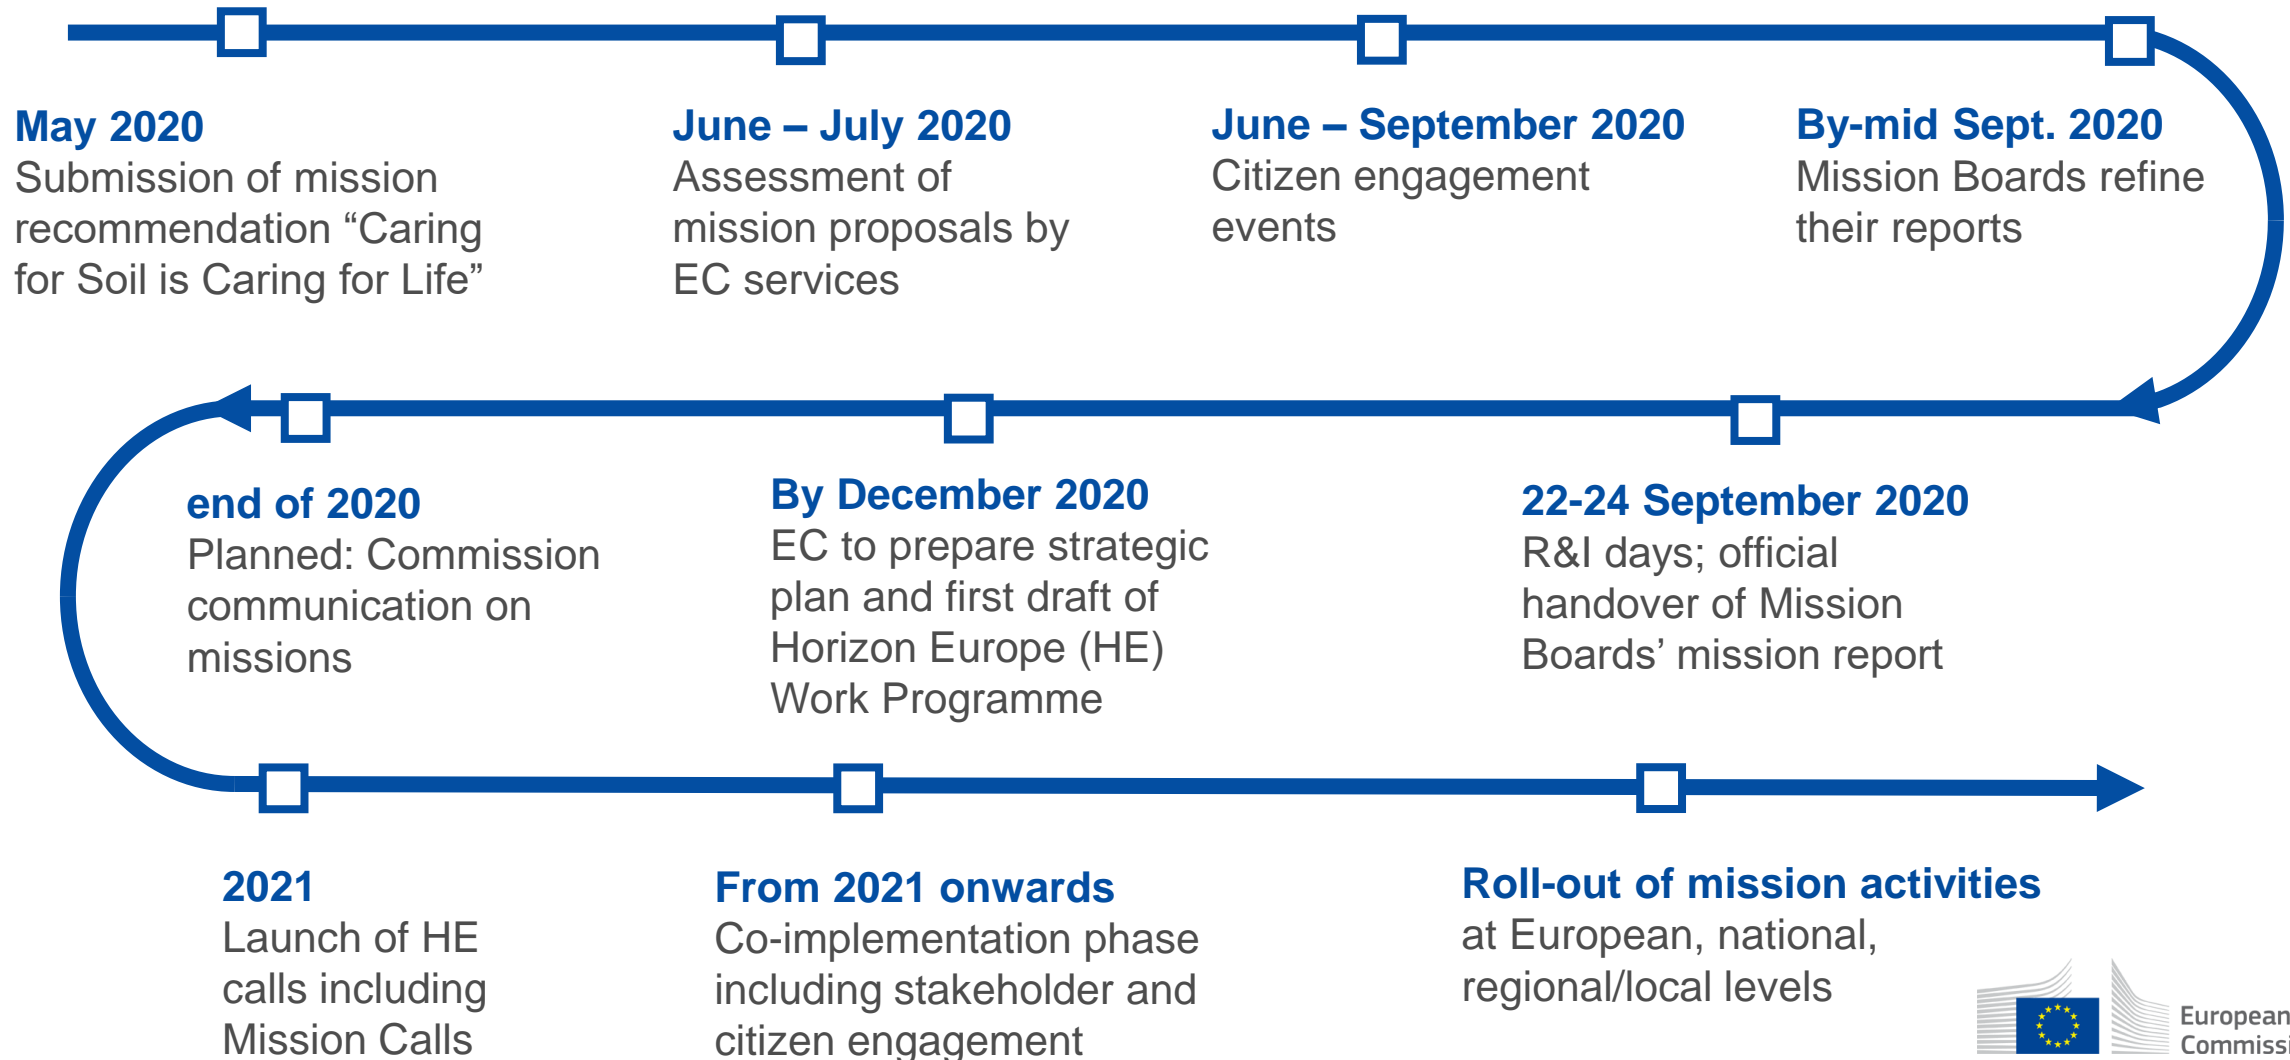 May 2020
Submission of mission
recommendation “Caring
for Soil is Caring for Life”
June – July 2020
Assessment of
mission proposals by
EC services
June – September 2020
Citizen engagement
events
By-mid Sept. 2020
Mission Boards refine
their reports
22-24 September 2020
R&I days; official
handover of Mission
Boards’ mission report
By December 2020
EC to prepare strategic
plan and first draft of
Horizon Europe (HE)
Work Programme
end of 2020
Planned: Commission
communication on
missions
2021
Launch of HE
calls including
Mission Calls
From 2021 onwards
Co-implementation phase
including stakeholder and
citizen engagement
Roll-out of mission activities
at European, national,
regional/local levels
European
Commissi